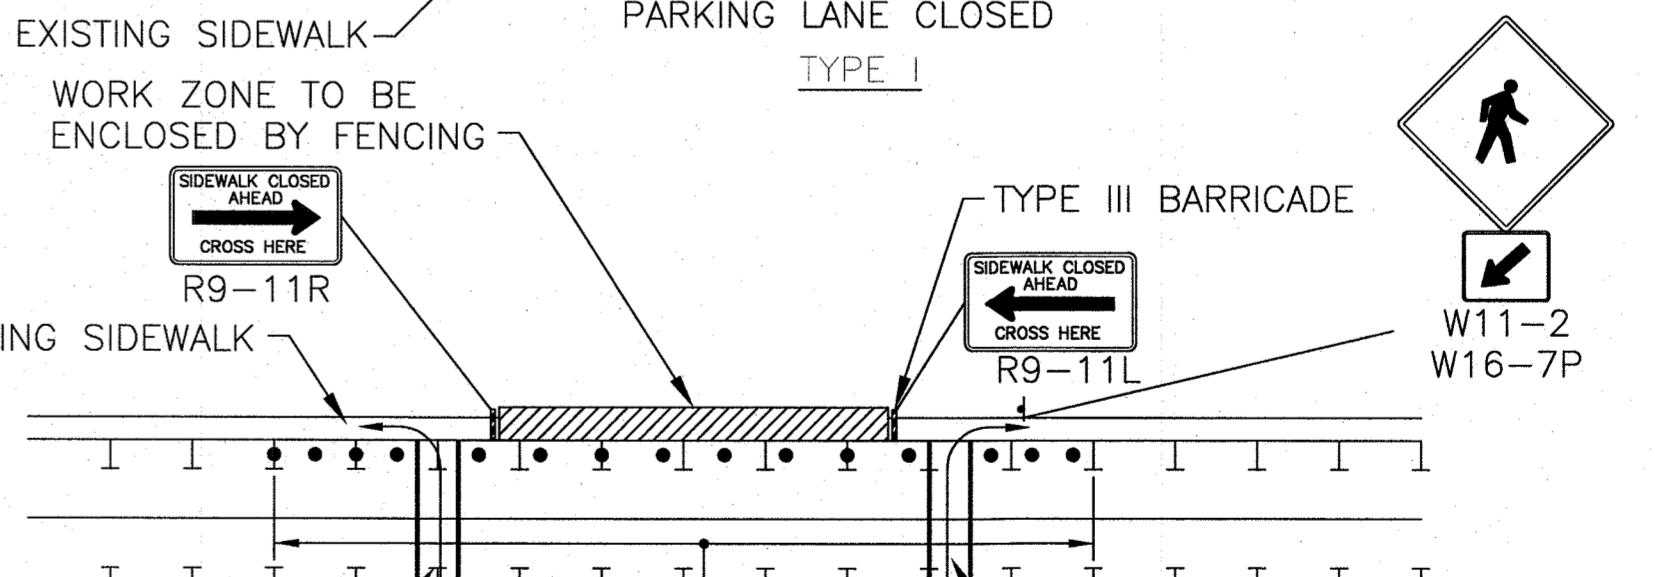 EXISTING SIDEWALK
PARKING LANE CLOSED
TYPE I
WORK ZONE TO BE
ENCLOSED BY FENCING
SIDEWALK CLOSED
AHEAD
CROSS HERE
R9-11R
TYPE III BARRICADE
SIDEWALK CLOSED
AHEAD
CROSS HERE
R9-11L
W11-2
W16-7P
ING SIDEWALK